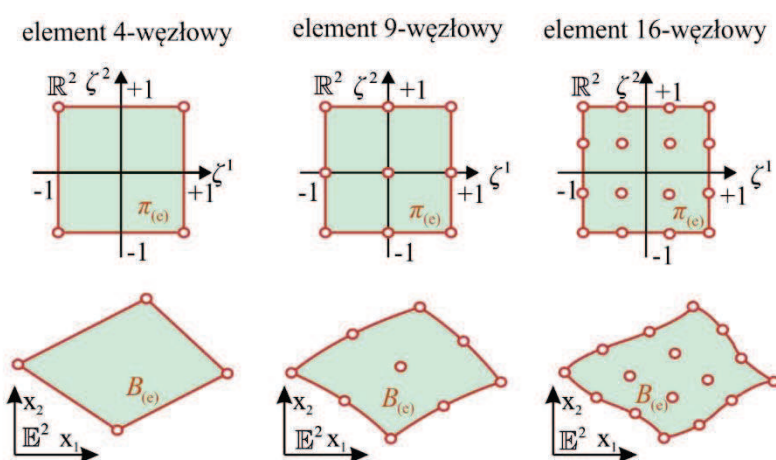 element 4-węzłowy
element 9-węzłowy
element 16-węzłowy
ℝ² ζ² +1
ℝ² ζ² +1
ℝ² ζ² +1
-1 +1 ζ¹
-1 +1 ζ¹
-1 +1 ζ¹
π(e)
π(e)
π(e)
-1
-1
-1
B(e)
B(e)
B(e)
x₂
x₂
x₂
𝔼² x₁
𝔼² x₁
𝔼² x₁